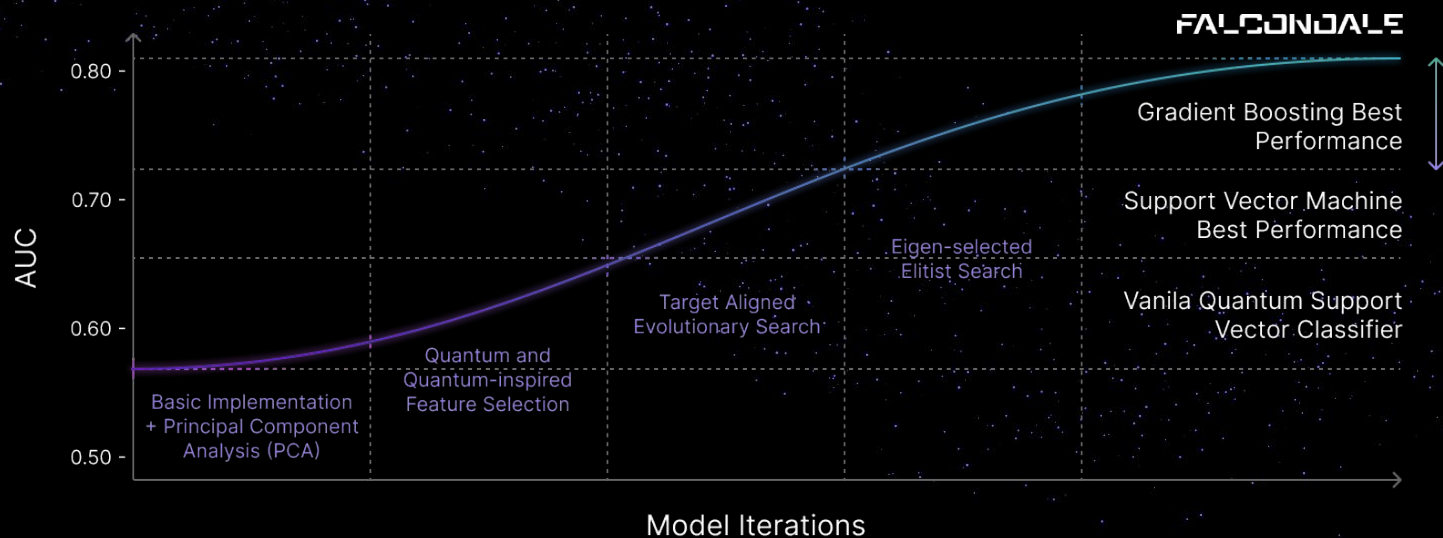 FALCONDALE
0.80
0.70
0.60
0.50
AUC
Gradient Boosting Best
Performance
Support Vector Machine
Best Performance
Vanila Quantum Support
Vector Classifier
Eigen-selected
Elitist Search
Target Aligned
Evolutionary Search
Quantum and
Quantum-inspired
Feature Selection
Basic Implementation
+ Principal Component
Analysis (PCA)
Model Iterations